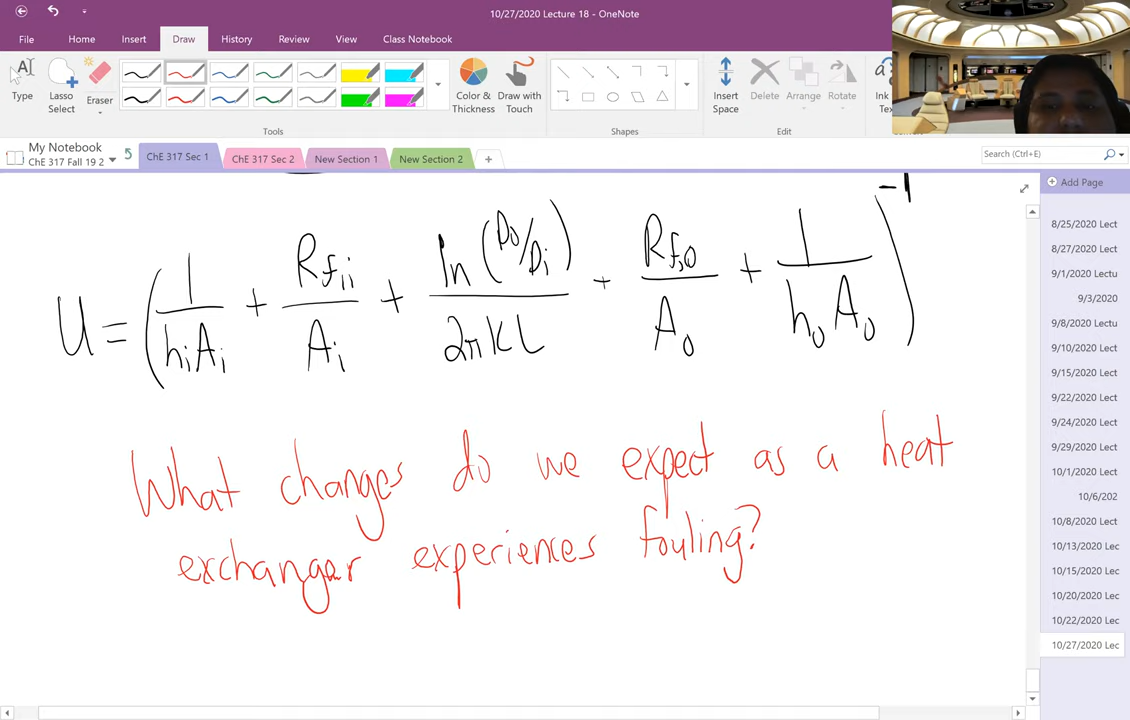 10/27/2020 Lecture 18 - OneNote
File Home Insert Draw History Review View Class Notebook
Type
Lasso Select
Eraser
Color & Thickness
Draw with Touch
Insert Space
Delete
Arrange
Rotate
Tools
Shapes
Edit
My Notebook
ChE 317 Fall 19 2
ChE 317 Sec 1
ChE 317 Sec 2
New Section 1
New Section 2
+
Search (Ctrl+E)
Add Page
8/25/2020 Lect
8/27/2020 Lect
9/1/2020 Lectu
9/3/2020
9/8/2020 Lectu
9/10/2020 Lect
9/15/2020 Lect
9/22/2020 Lect
9/24/2020 Lect
9/29/2020 Lect
10/1/2020 Lect
10/6/202
10/8/2020 Lect
10/13/2020 Lec
10/15/2020 Lec
10/20/2020 Lec
10/22/2020 Lec
10/27/2020 Lec
U = (1/(hiAi) + Rf,i/Ai + ln(Do/Di)/(2πKL) + Rf,o/Ao + 1/(hoAo))^-1
What changes do we expect as a heat
exchanger experiences fouling?